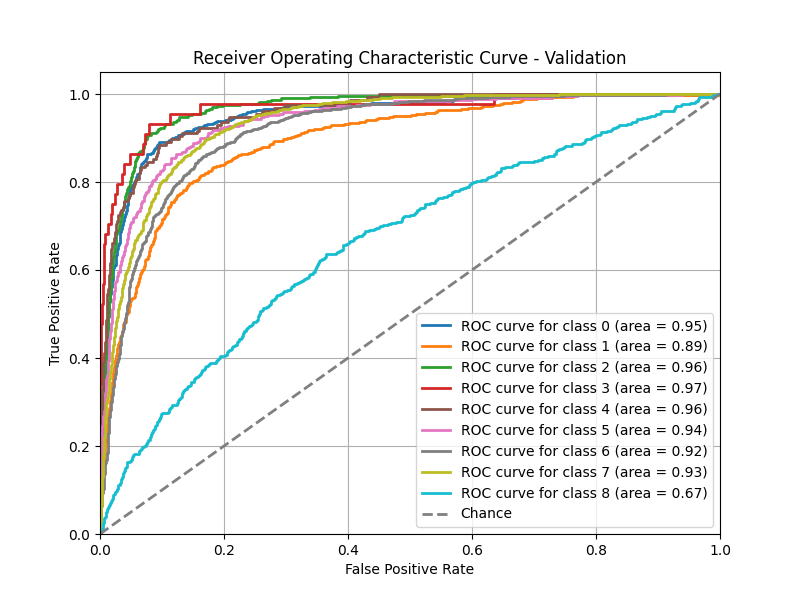 Receiver Operating Characteristic Curve - Validation
1.0
0.8
0.6
0.4
0.2
0.0
True Positive Rate
ROC curve for class 0 (area = 0.95)
ROC curve for class 1 (area = 0.89)
ROC curve for class 2 (area = 0.96)
ROC curve for class 3 (area = 0.97)
ROC curve for class 4 (area = 0.96)
ROC curve for class 5 (area = 0.94)
ROC curve for class 6 (area = 0.92)
ROC curve for class 7 (area = 0.93)
ROC curve for class 8 (area = 0.67)
Chance
0.0 0.2 0.4 0.6 0.8 1.0
False Positive Rate